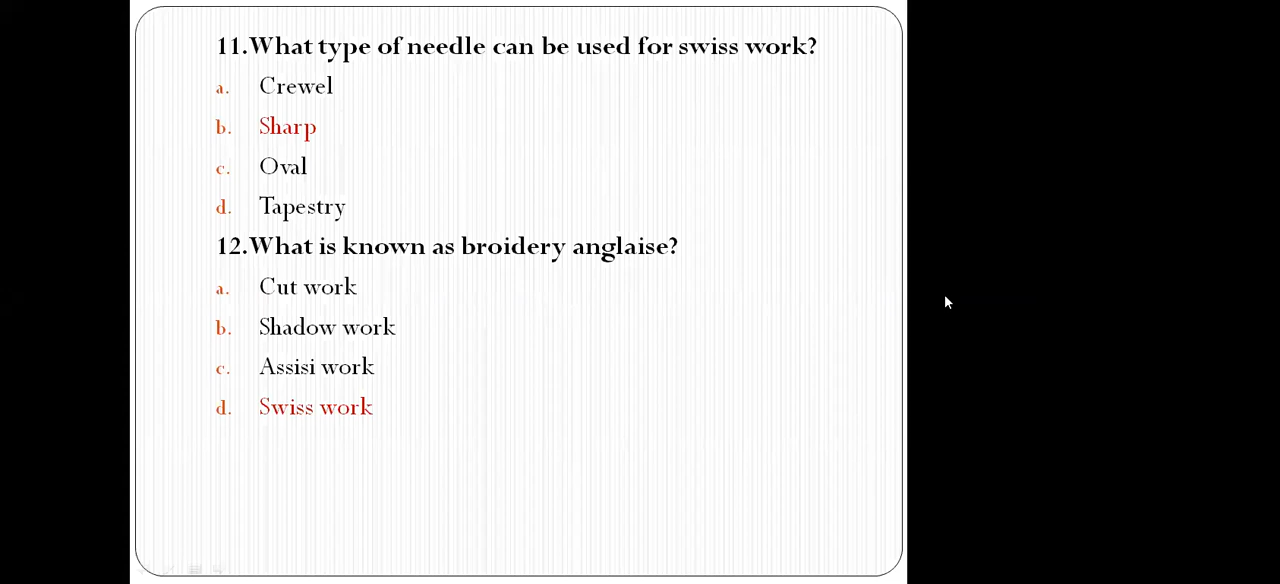 11.What type of needle can be used for swiss work?
a. Crewel
b. Sharp
c. Oval
d. Tapestry
12.What is known as broidery anglaise?
a. Cut work
b. Shadow work
c. Assisi work
d. Swiss work